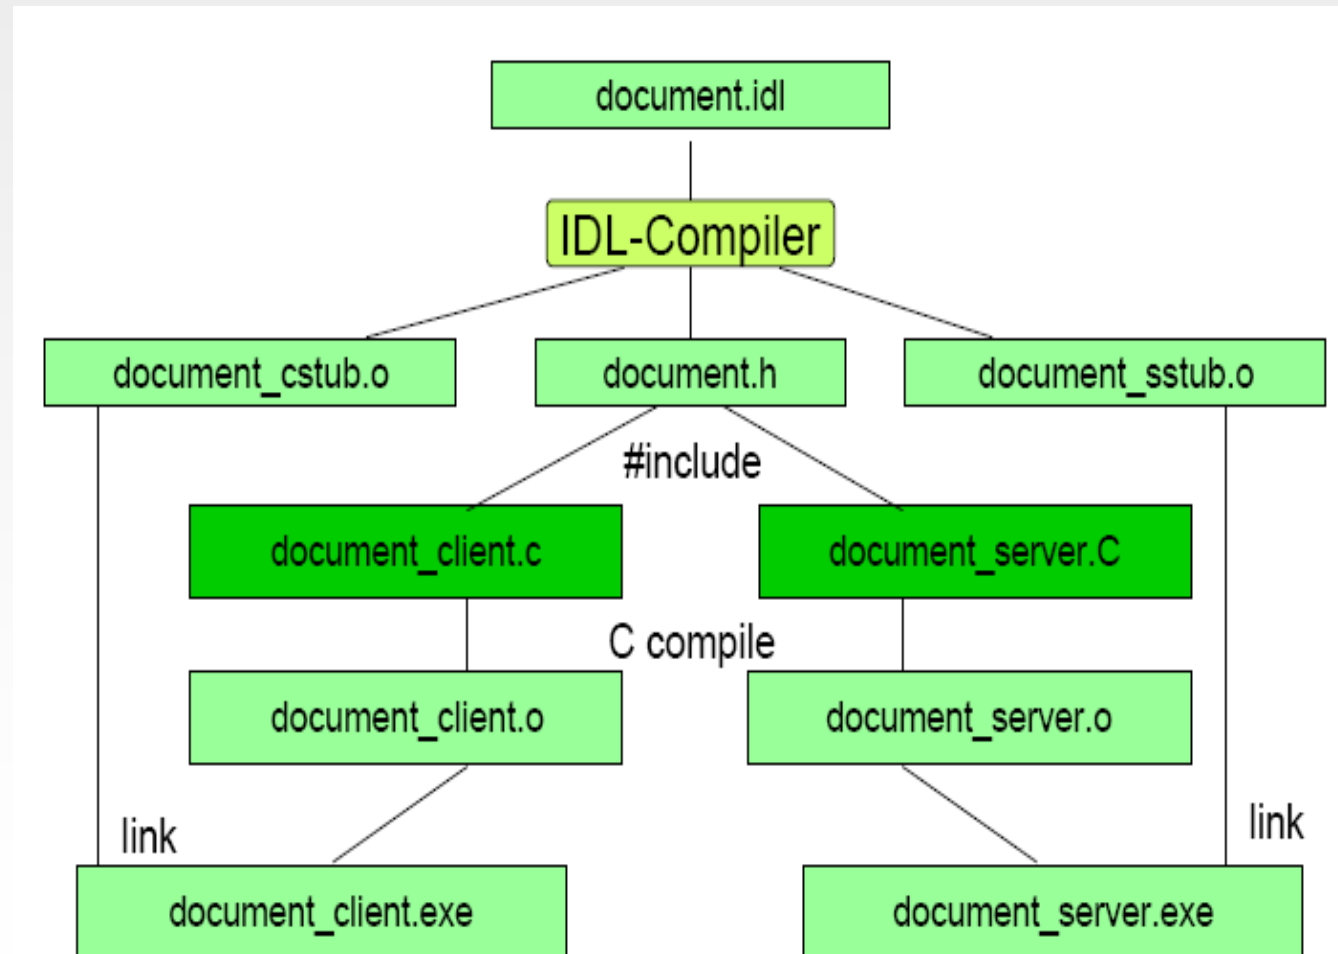 document.idl
IDL-Compiler
document_cstub.o
document.h
document_sstub.o
#include
document_client.c
document_server.C
C compile
document_client.o
document_server.o
link
link
document_client.exe
document_server.exe